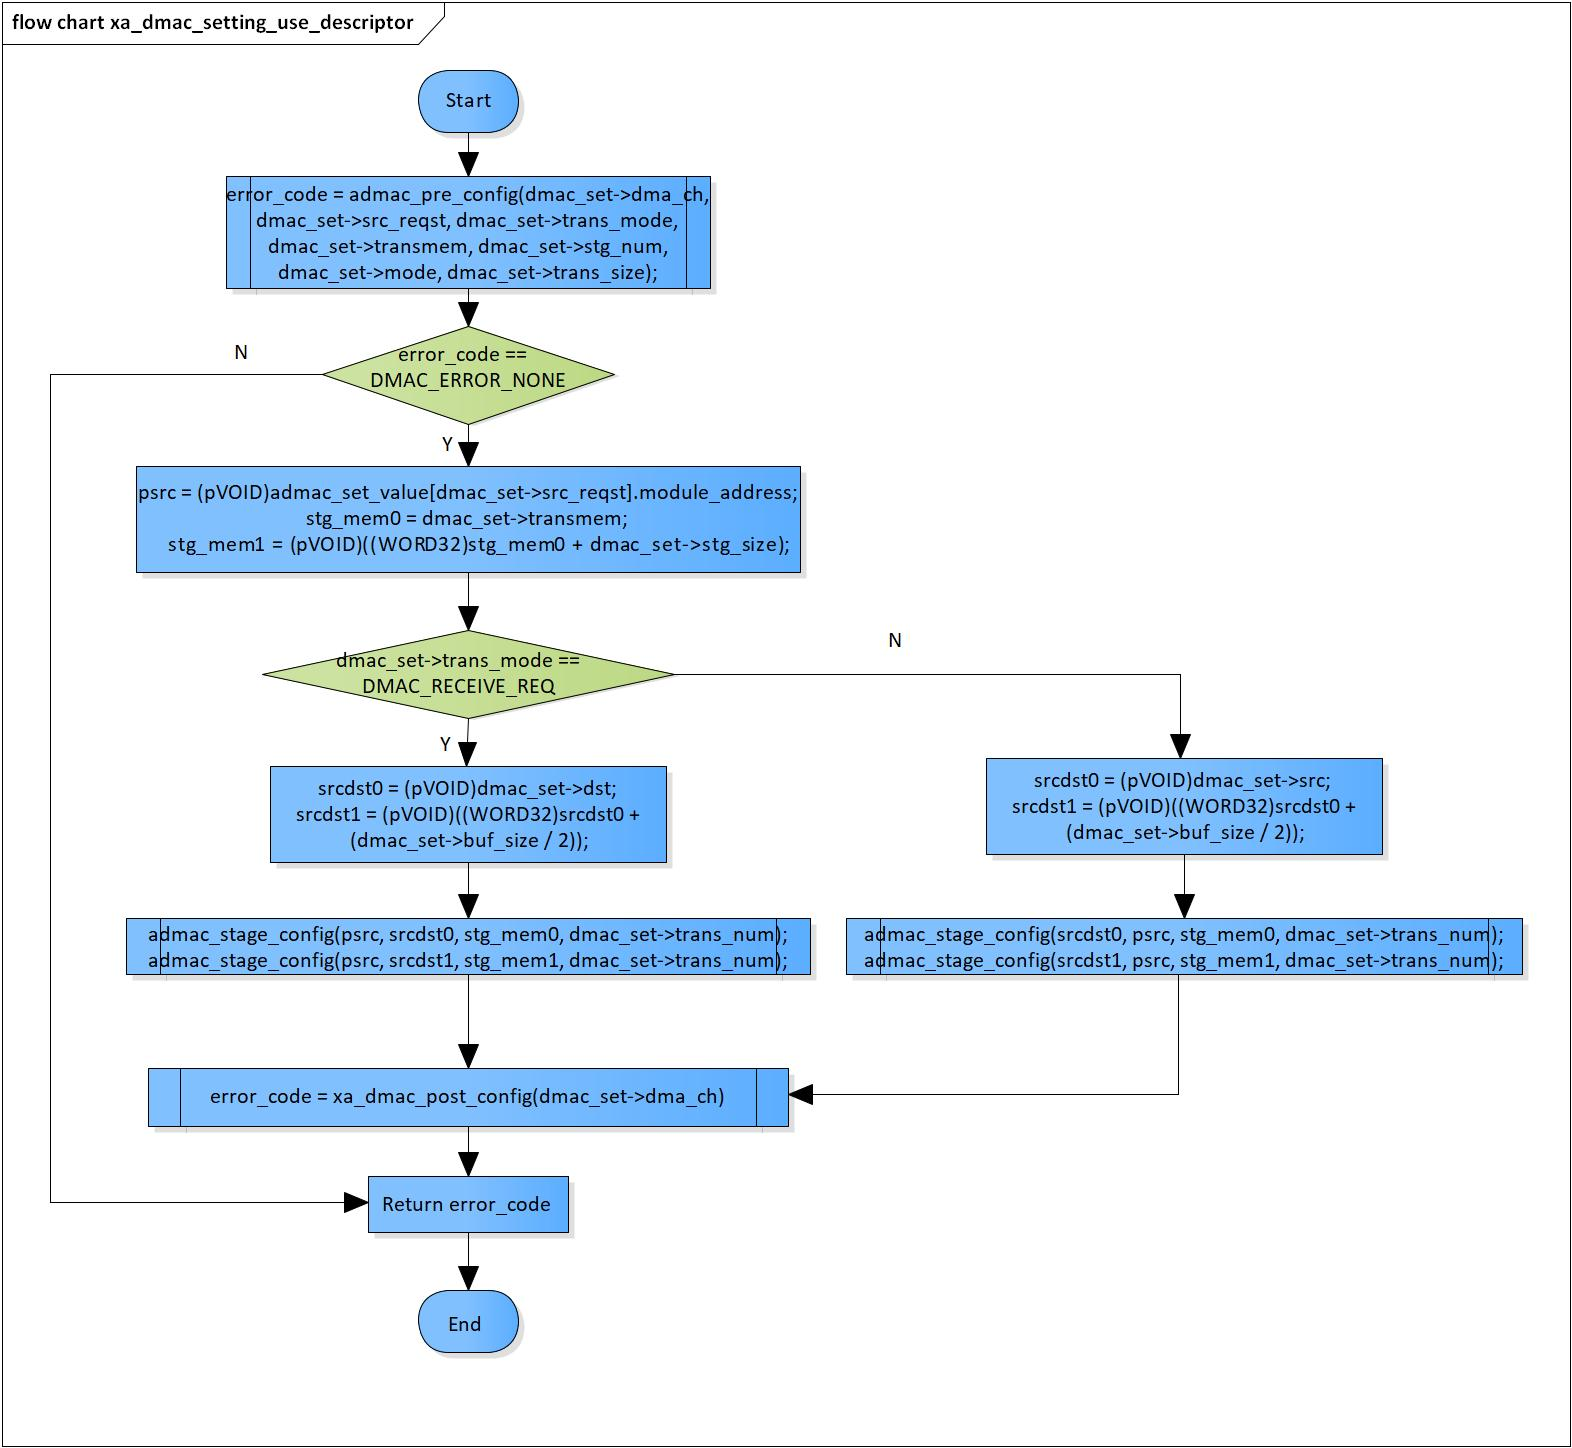 flow chart xa_dmac_setting_use_descriptor
Start
error_code = admac_pre_config(dmac_set->dma_ch,
dmac_set->src_reqst, dmac_set->trans_mode,
dmac_set->transmem, dmac_set->stg_num,
dmac_set->mode, dmac_set->trans_size);
N
error_code ==
DMAC_ERROR_NONE
Y
psrc = (pVOID)admac_set_value[dmac_set->src_reqst].module_address;
stg_mem0 = dmac_set->transmem;
stg_mem1 = (pVOID)((WORD32)stg_mem0 + dmac_set->stg_size);
N
dmac_set->trans_mode ==
DMAC_RECEIVE_REQ
Y
srcdst0 = (pVOID)dmac_set->dst;
srcdst1 = (pVOID)((WORD32)srcdst0 +
(dmac_set->buf_size / 2));
srcdst0 = (pVOID)dmac_set->src;
srcdst1 = (pVOID)((WORD32)srcdst0 +
(dmac_set->buf_size / 2));
admac_stage_config(psrc, srcdst0, stg_mem0, dmac_set->trans_num);
admac_stage_config(psrc, srcdst1, stg_mem1, dmac_set->trans_num);
admac_stage_config(srcdst0, psrc, stg_mem0, dmac_set->trans_num);
admac_stage_config(srcdst1, psrc, stg_mem1, dmac_set->trans_num);
error_code = xa_dmac_post_config(dmac_set->dma_ch)
Return error_code
End